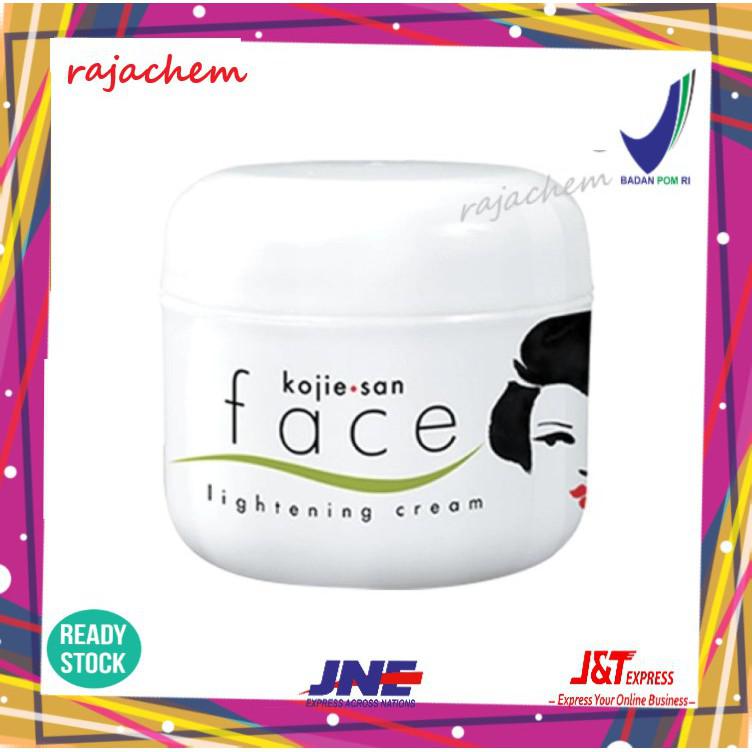 rajachem
rajachem
BADAN POM RI
kojie•san
face
lightening cream
READY
STOCK
JNE
EXPRESS ACROSS NATIONS
J&T EXPRESS
– Express Your Online Business –